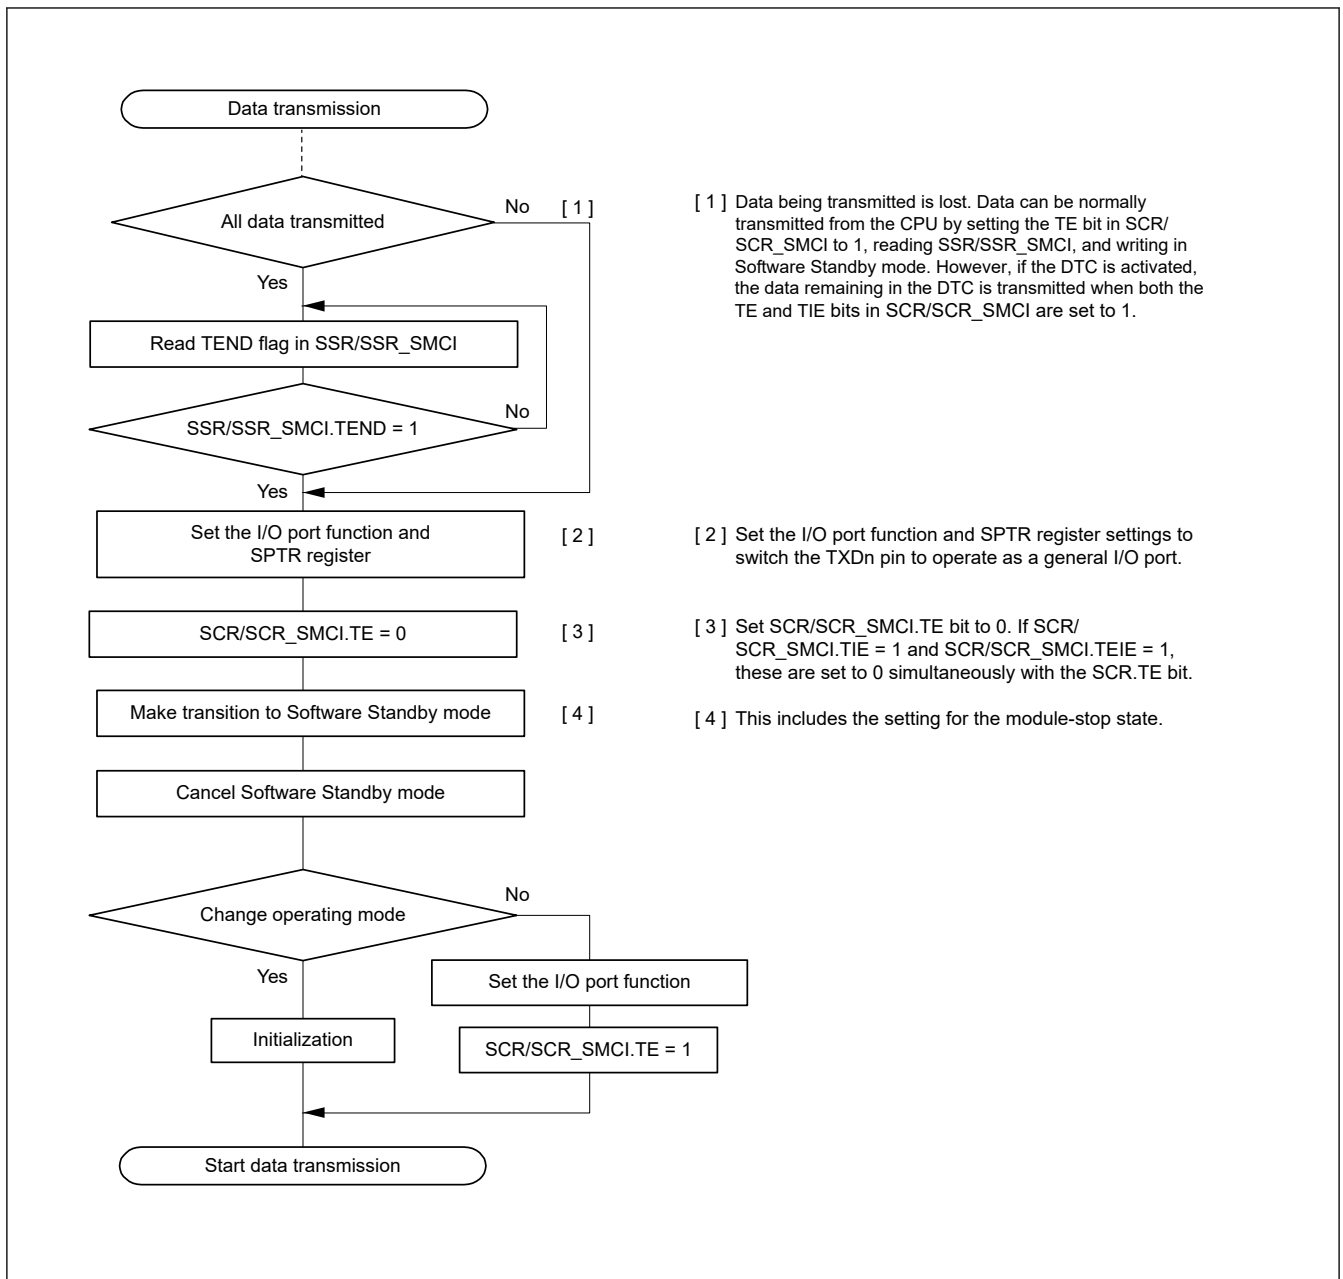 Data transmission
All data transmitted
No
[ 1 ]
Yes
Read TEND flag in SSR/SSR_SMCI
SSR/SSR_SMCI.TEND = 1
No
Yes
Set the I/O port function and
SPTR register
[ 2 ]
SCR/SCR_SMCI.TE = 0
[ 3 ]
Make transition to Software Standby mode
[ 4 ]
Cancel Software Standby mode
Change operating mode
No
Yes
Set the I/O port function
Initialization
SCR/SCR_SMCI.TE = 1
Start data transmission
[ 1 ] Data being transmitted is lost. Data can be normally
transmitted from the CPU by setting the TE bit in SCR/
SCR_SMCI to 1, reading SSR/SSR_SMCI, and writing in
Software Standby mode. However, if the DTC is activated,
the data remaining in the DTC is transmitted when both the
TE and TIE bits in SCR/SCR_SMCI are set to 1.
[ 2 ] Set the I/O port function and SPTR register settings to
switch the TXDn pin to operate as a general I/O port.
[ 3 ] Set SCR/SCR_SMCI.TE bit to 0. If SCR/
SCR_SMCI.TIE = 1 and SCR/SCR_SMCI.TEIE = 1,
these are set to 0 simultaneously with the SCR.TE bit.
[ 4 ] This includes the setting for the module-stop state.